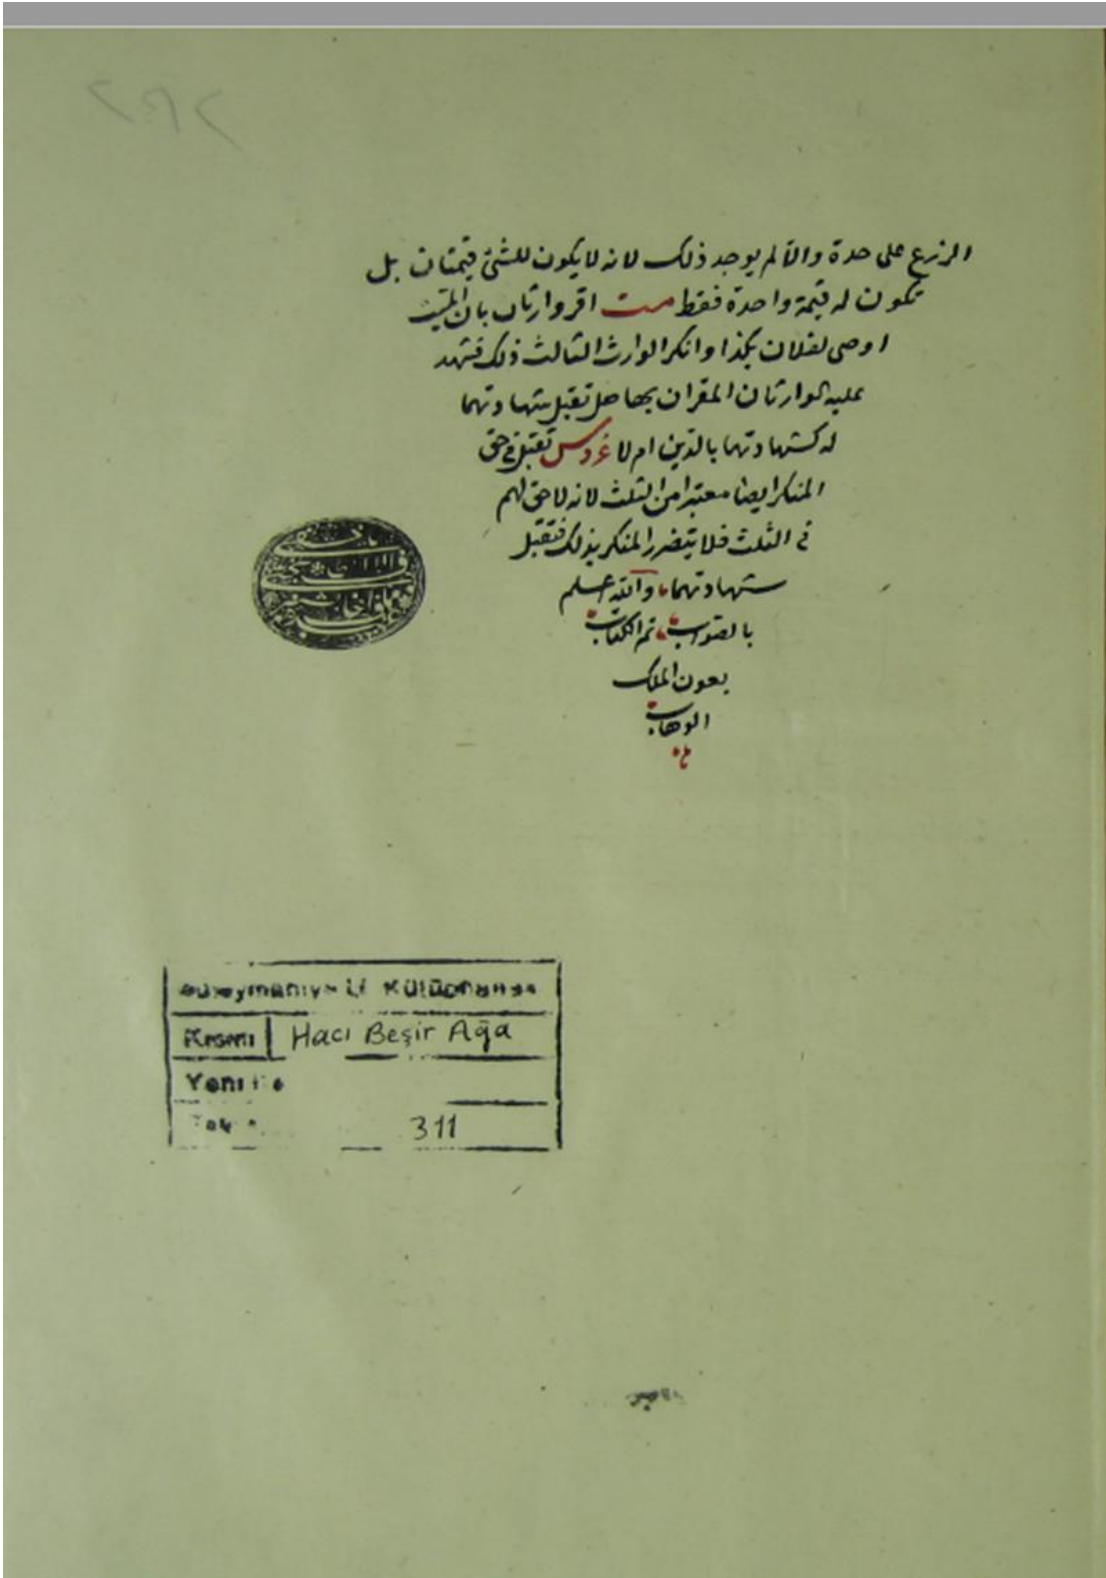 الزرع على حدة والّا لم يوجد ذلك لانه لا يكون للشئ قيمتان بل
تكون له قيمة واحدة فقط اقر وارثان بان الميت
اوصى لفلان بكذا وانكر الوارث الثالث ذلك فشهد
عليه الوارثان المقران بها هل تقبل شهادتهما
له كشهادتهما بالدين ام لا تقبل في حق
المنكر ايضا معتبرا من الثلث لانه لا حق لهم
في الثلث فلا يتضرر المنكر بذلك فتقبل
شهادتهما والله اعلم
بالصواب تم الكتاب
بعون الملك
الوهاب
Süleymaniye U. Kütüphanesi
Kısmı Hacı Beşir Ağa
Yeni
311